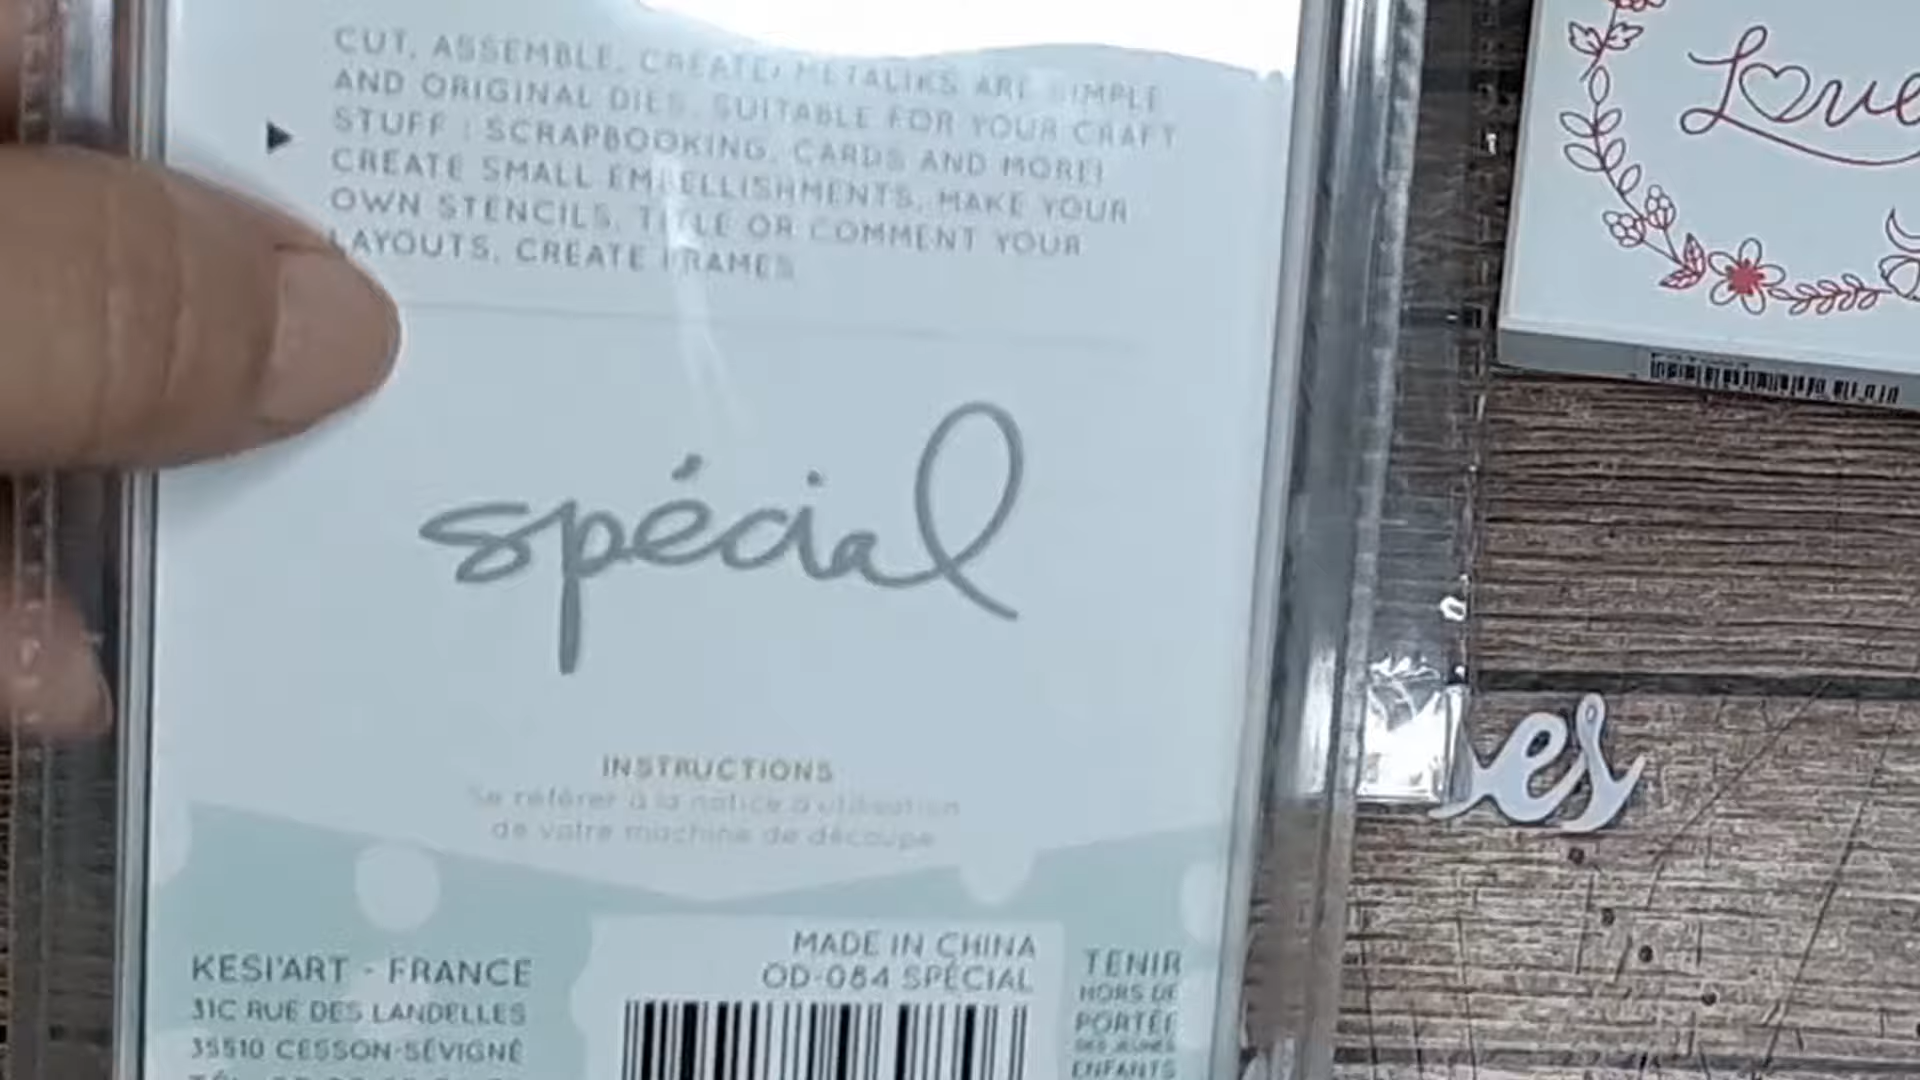 CUT, ASSEMBLE, CREATE! METALIKS ARE SIMPLE
AND ORIGINAL DIES, SUITABLE FOR YOUR CRAFT
STUFF : SCRAPBOOKING, CARDS AND MORE!
CREATE SMALL EMBELLISHMENTS, MAKE YOUR
OWN STENCILS, TITLE OR COMMENT YOUR
LAYOUTS, CREATE FRAMES
spécial
INSTRUCTIONS
Se référer à la notice d'utilisation
de votre machine de découpe
KESI'ART - FRANCE
31C RUE DES LANDELLES
35510 CESSON-SÉVIGNÉ
MADE IN CHINA
OD-084 SPÉCIAL
TENIR
HORS DE
PORTÉE
DES JEUNES
ENFANTS
Love
es